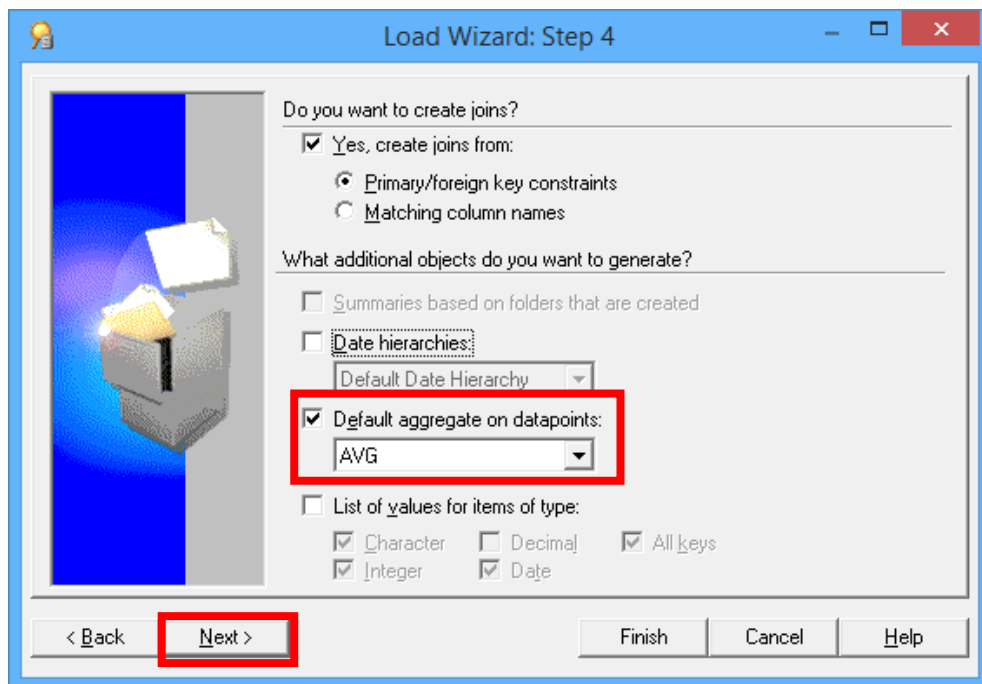 Load Wizard: Step 4
Do you want to create joins?
Yes, create joins from:
Primary/foreign key constraints
Matching column names
What additional objects do you want to generate?
Summaries based on folders that are created
Date hierarchies:
Default Date Hierarchy
Default aggregate on datapoints:
AVG
List of values for items of type:
Character Decimal All keys
Integer Date
< Back Next > Finish Cancel Help